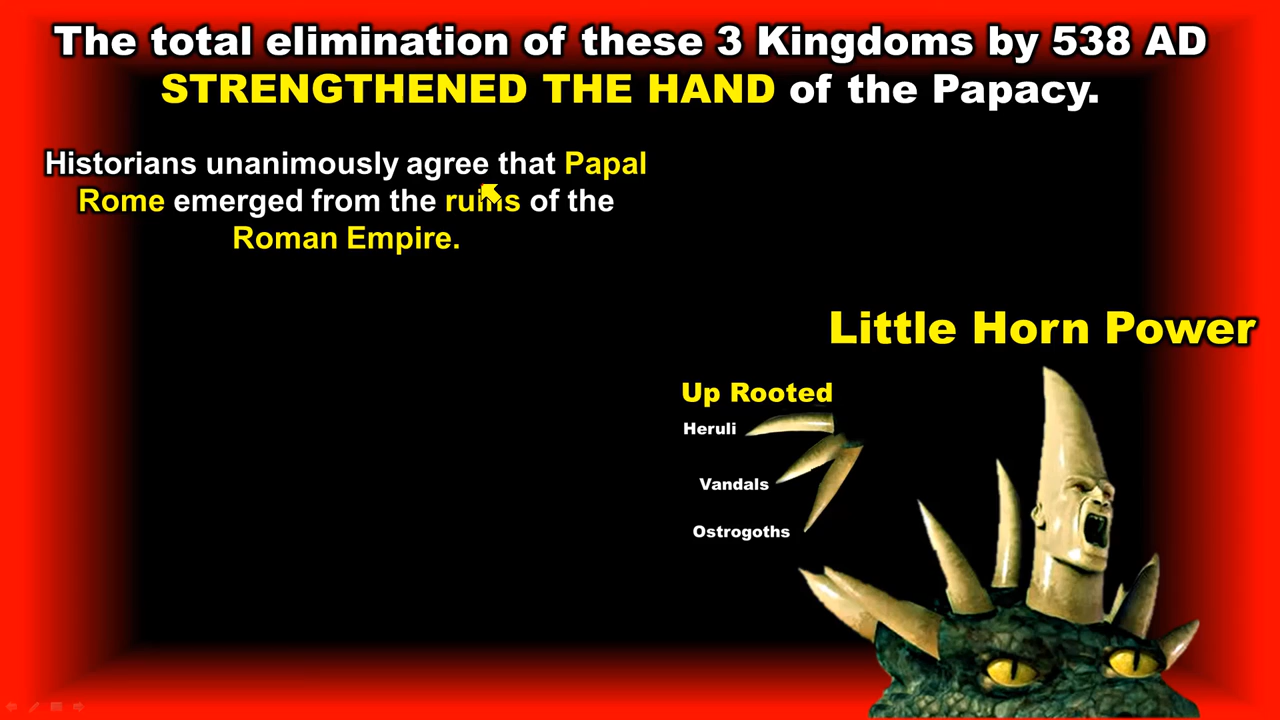 The total elimination of these 3 Kingdoms by 538 AD
STRENGTHENED THE HAND of the Papacy.
Historians unanimously agree that Papal
Rome emerged from the ruins of the
Roman Empire.
Little Horn Power
Up Rooted
Heruli
Vandals
Ostrogoths